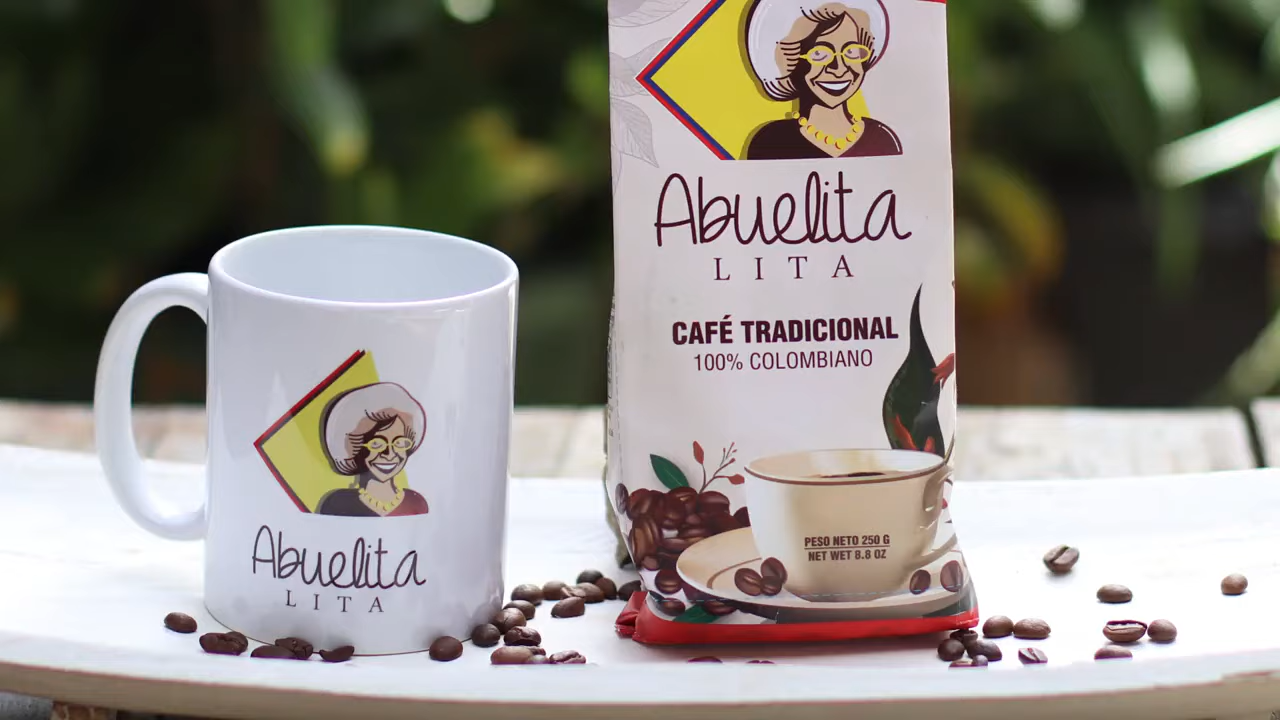 Abuelita
LITA
Abuelita
LITA
CAFÉ TRADICIONAL
100% COLOMBIANO
PESO NETO 250 G
NET WET 8.8 OZ